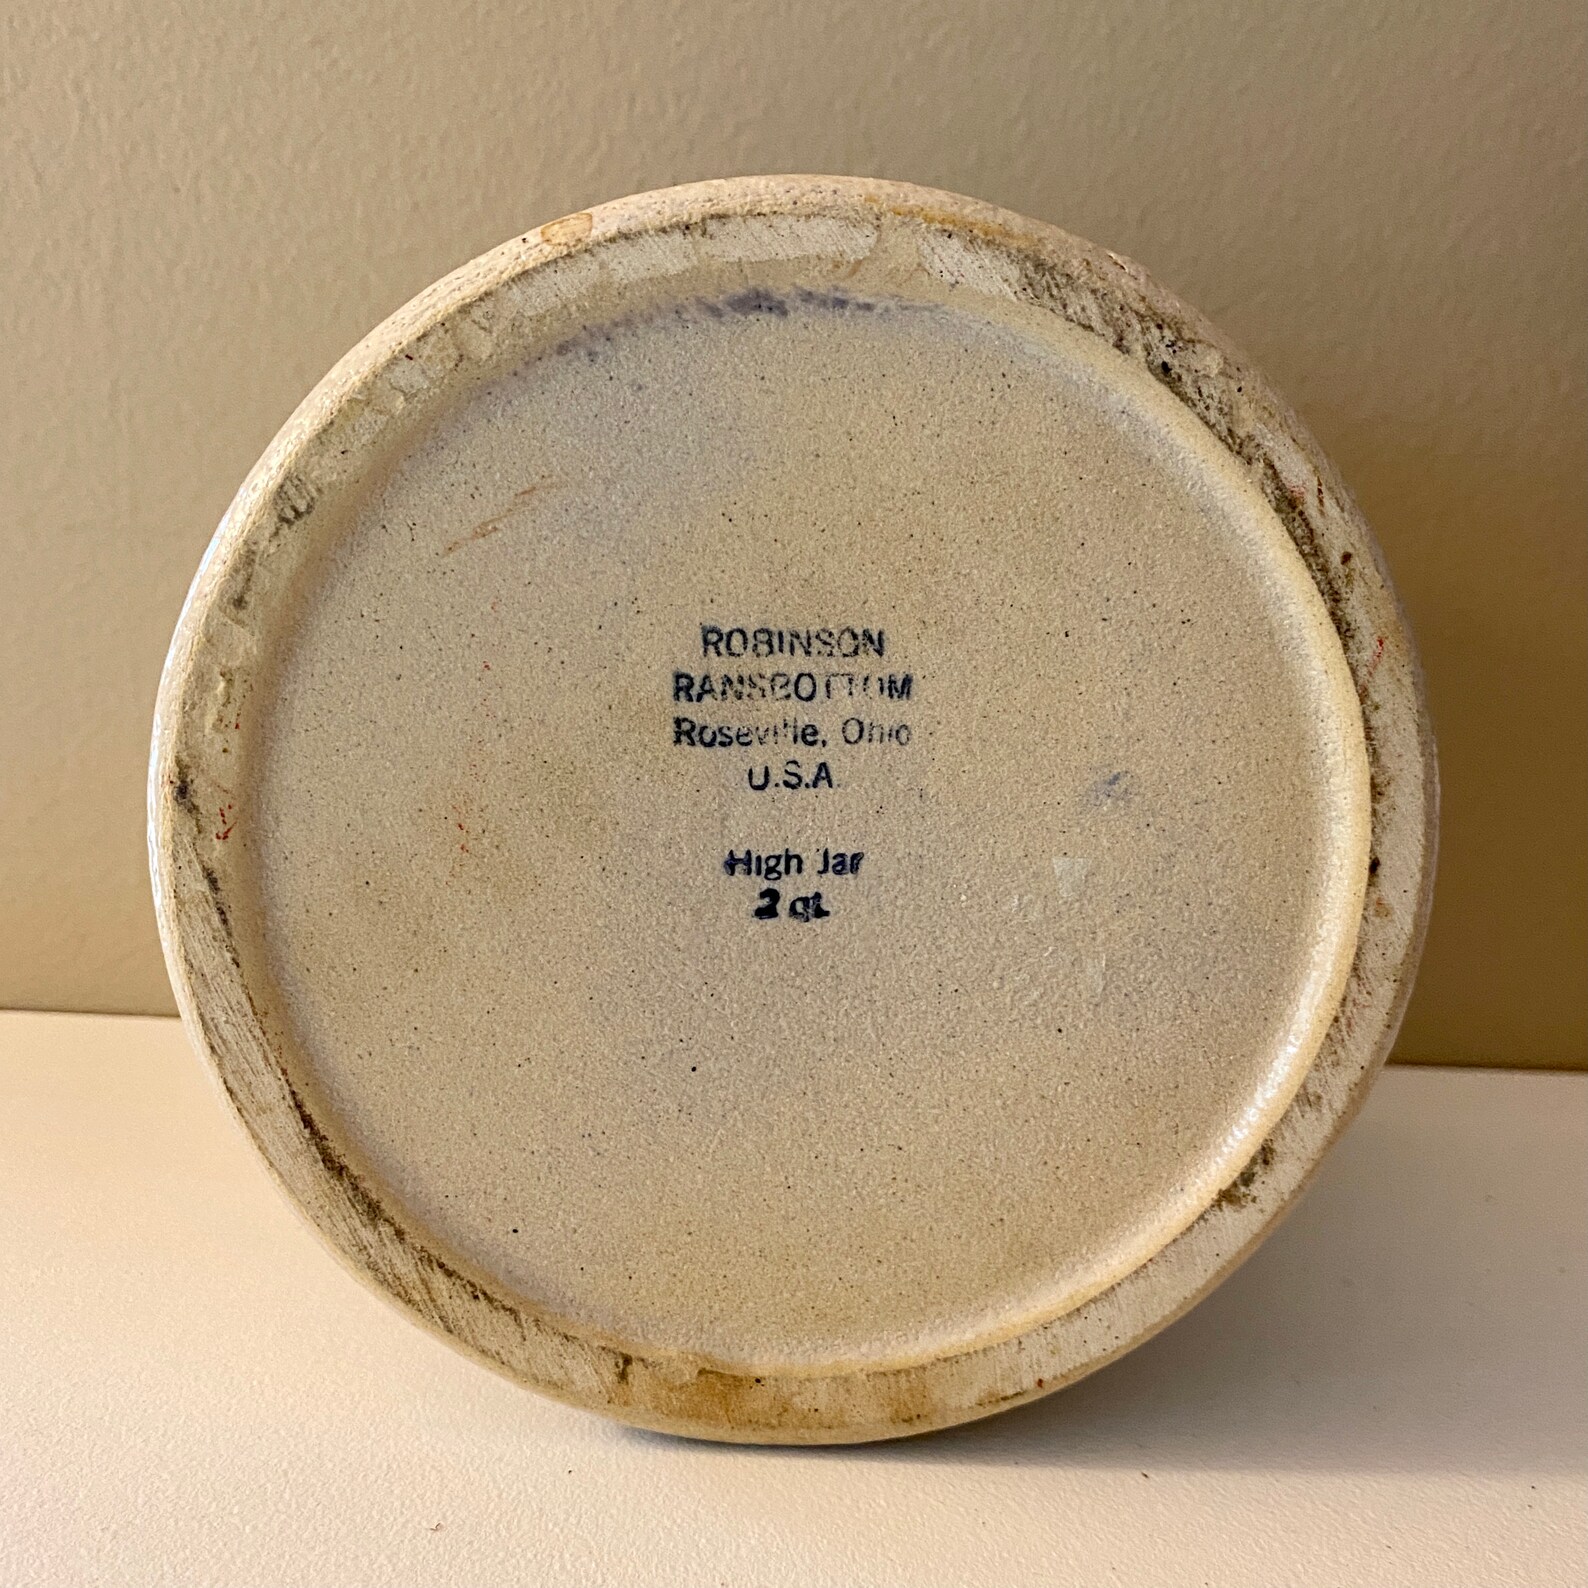 ROBINSON
RANSBOTTOM
Roseville, Ohio
U.S.A.
High Jar
2 qt.